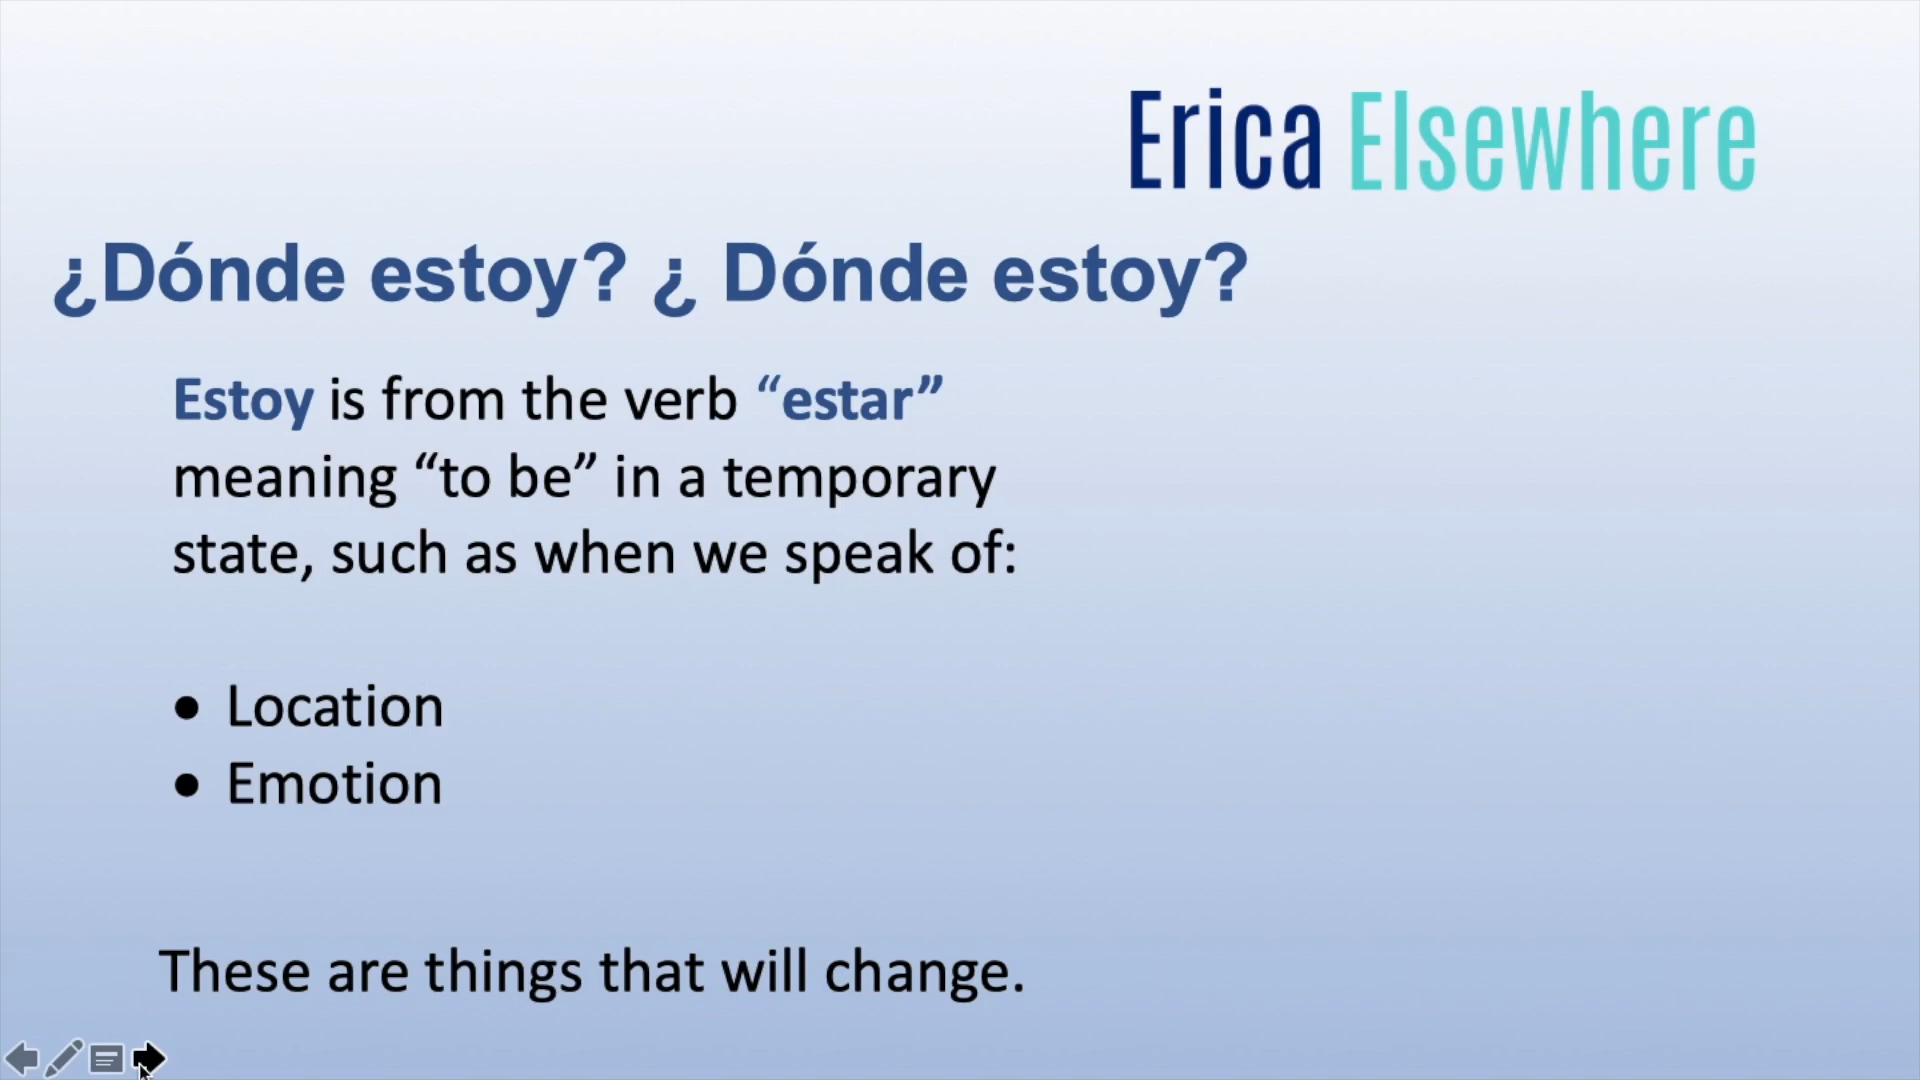 Erica Elsewhere
¿Dónde estoy? ¿ Dónde estoy?
Estoy is from the verb “estar”
meaning “to be” in a temporary
state, such as when we speak of:
• Location
• Emotion
These are things that will change.